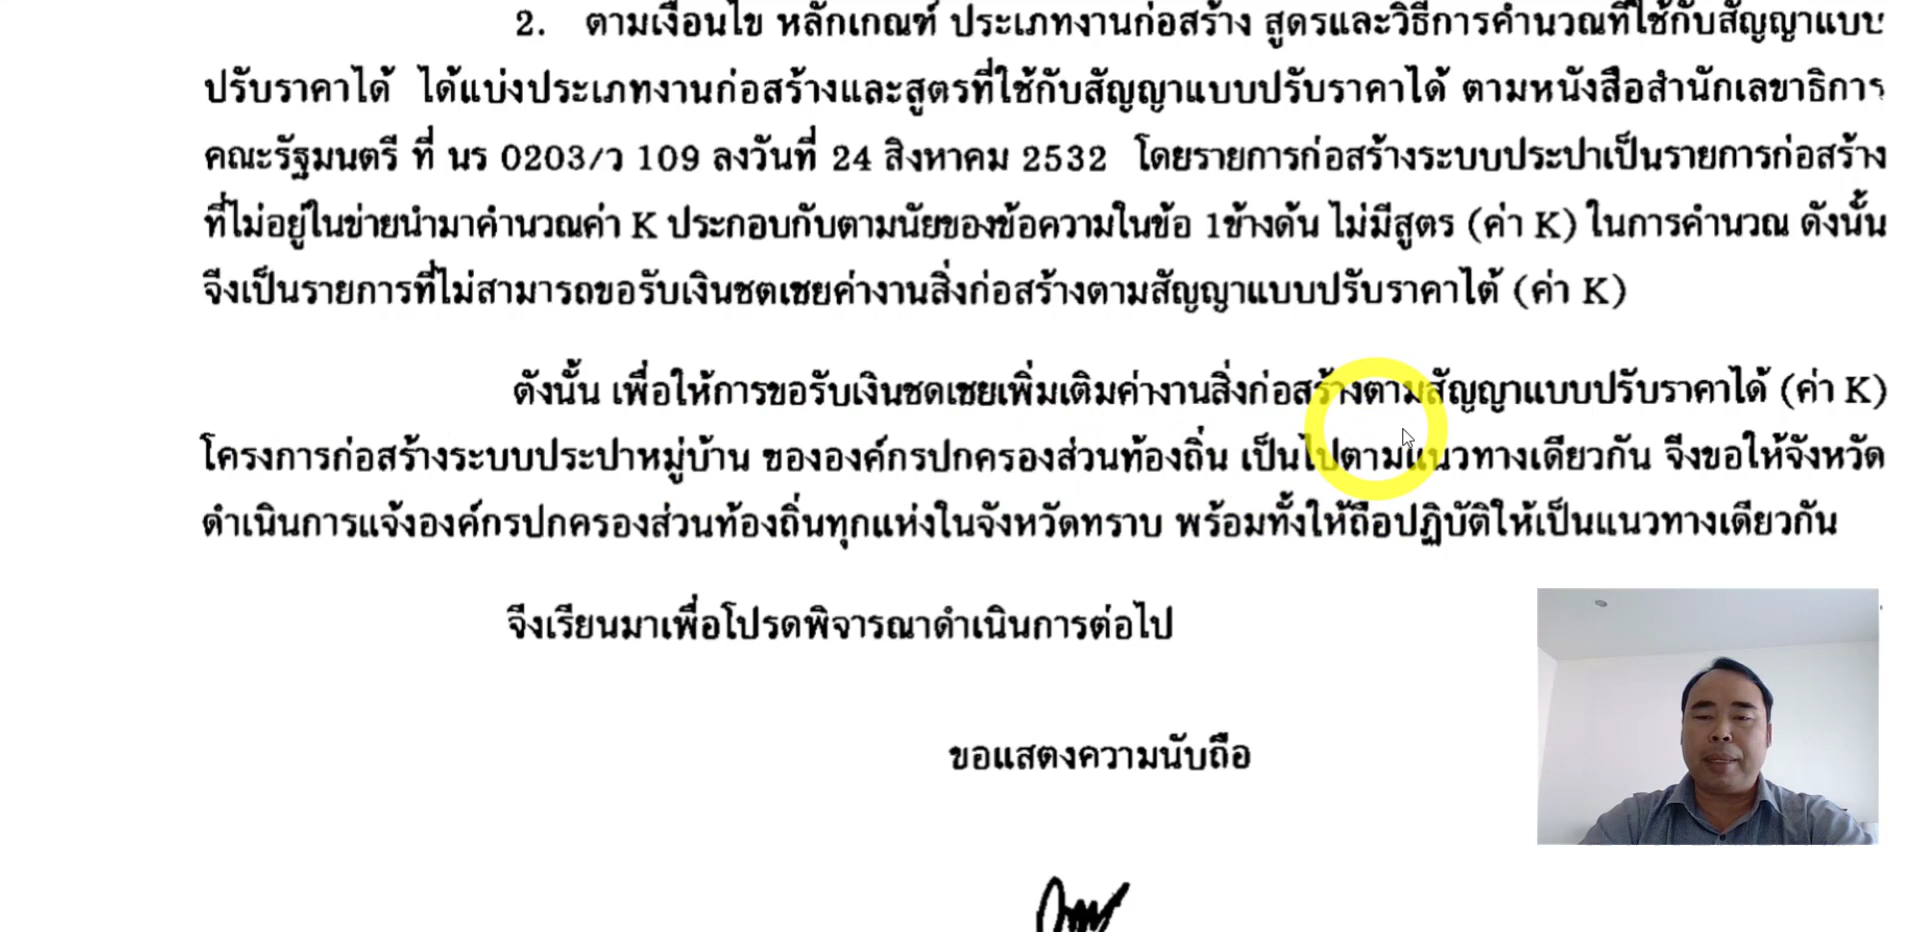 2. ตามเงื่อนไข หลักเกณฑ์ ประเภทงานก่อสร้าง สูตรและวิธีการคำนวณที่ใช้กับสัญญาแบบ
ปรับราคาได้ ได้แบ่งประเภทงานก่อสร้างและสูตรที่ใช้กับสัญญาแบบปรับราคาได้ ตามหนังสือสำนักเลขาธิการ
คณะรัฐมนตรี ที่ นร 0203/ว 109 ลงวันที่ 24 สิงหาคม 2532 โดยรายการก่อสร้างระบบประปาเป็นรายการก่อสร้าง
ที่ไม่อยู่ในข่ายนำมาคำนวณค่า K ประกอบกับตามนัยของข้อความในข้อ 1ข้างต้น ไม่มีสูตร (ค่า K) ในการคำนวณ ดังนั้น
จึงเป็นรายการที่ไม่สามารถขอรับเงินชดเชยค่างานสิ่งก่อสร้างตามสัญญาแบบปรับราคาได้ (ค่า K)
ดังนั้น เพื่อให้การขอรับเงินชดเชยเพิ่มเติมค่างานสิ่งก่อสร้างตามสัญญาแบบปรับราคาได้ (ค่า K)
โครงการก่อสร้างระบบประปาหมู่บ้าน ขององค์กรปกครองส่วนท้องถิ่น เป็นไปตามแนวทางเดียวกัน จึงขอให้จังหวัด
ดำเนินการแจ้งองค์กรปกครองส่วนท้องถิ่นทุกแห่งในจังหวัดทราบ พร้อมทั้งให้ถือปฏิบัติให้เป็นแนวทางเดียวกัน
จึงเรียนมาเพื่อโปรดพิจารณาดำเนินการต่อไป
ขอแสดงความนับถือ